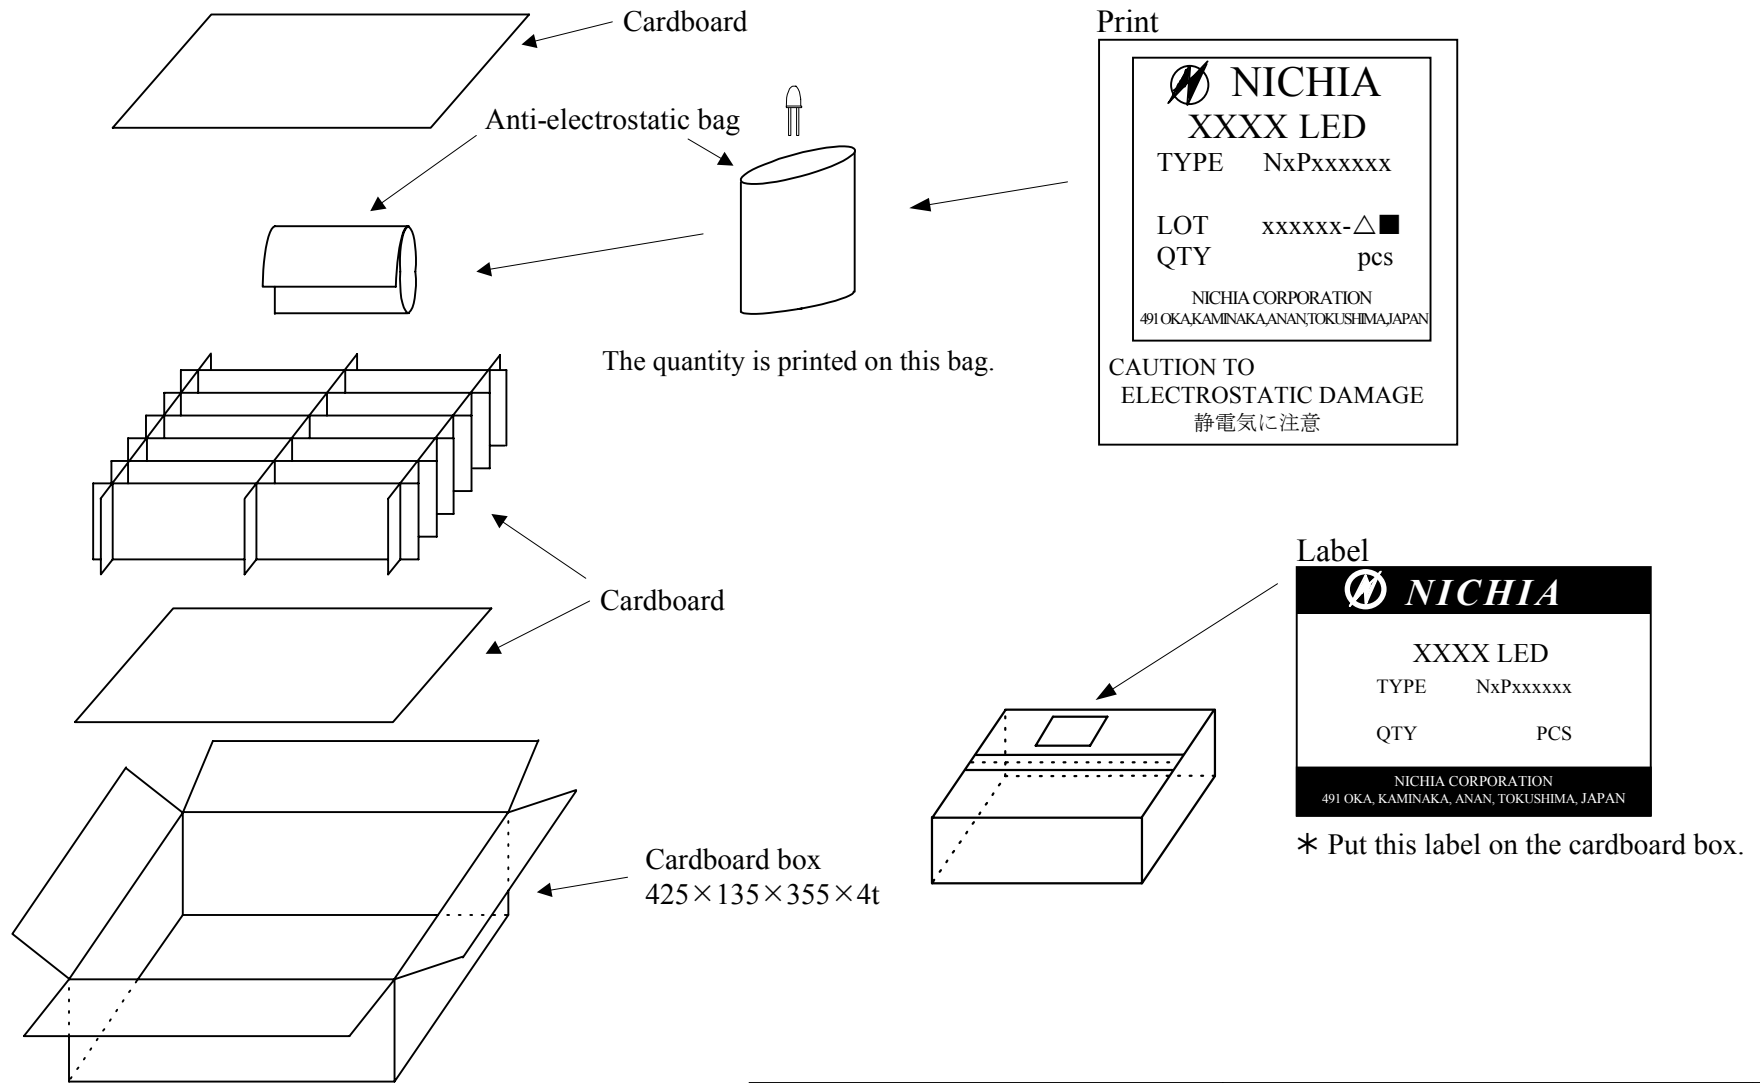 Cardboard
Anti-electrostatic bag
The quantity is printed on this bag.
Cardboard
Cardboard box
425×135×355×4t
Print
NICHIA
XXXX LED
TYPE NxPxxxxxx
LOT xxxxxx-△■
QTY pcs
NICHIA CORPORATION
491 OKA,KAMINAKA,ANAN,TOKUSHIMA,JAPAN
CAUTION TO
ELECTROSTATIC DAMAGE
静電気に注意
Label
NICHIA
XXXX LED
TYPE NxPxxxxxx
QTY PCS
NICHIA CORPORATION
491 OKA, KAMINAKA, ANAN, TOKUSHIMA, JAPAN
＊ Put this label on the cardboard box.